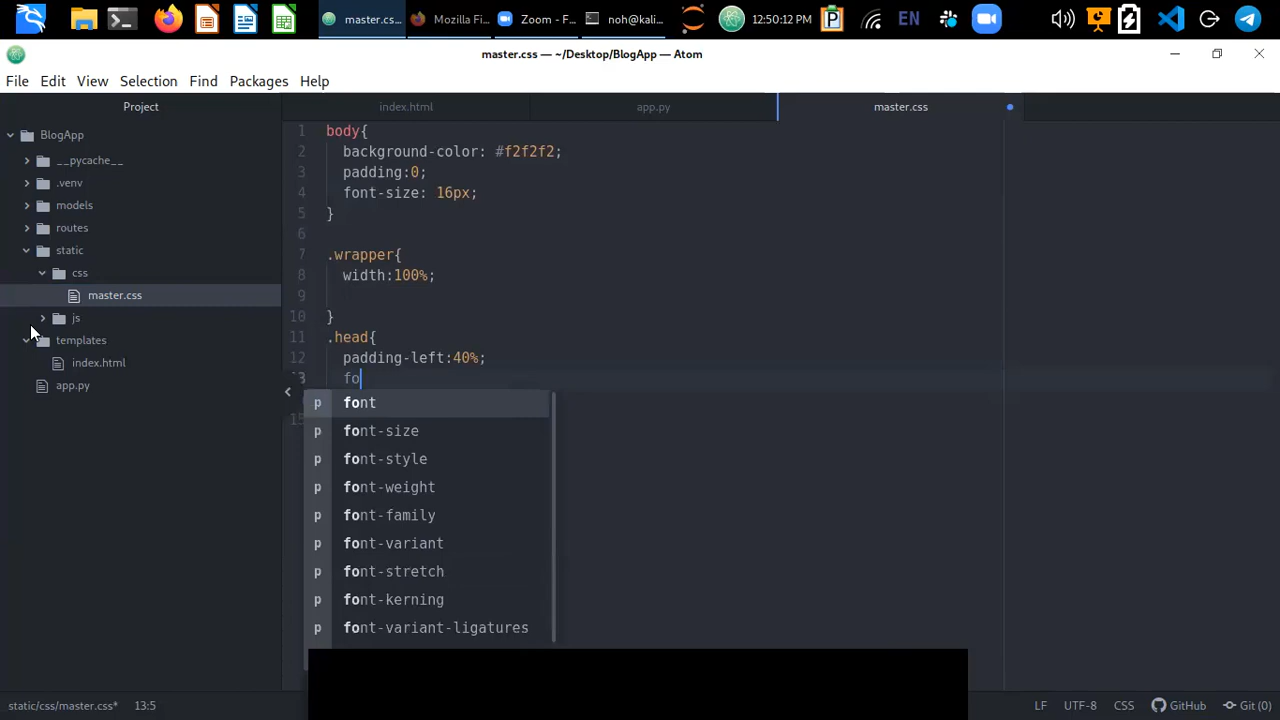 master.cs...
Mozilla Fi...
Zoom - F...
noh@kali...
12:50:12 PM
P
EN
master.css — ~/Desktop/BlogApp — Atom
File Edit View Selection Find Packages Help
Project
index.html
app.py
master.css
BlogApp
__pycache__
.venv
models
routes
static
css
master.css
js
templates
index.html
app.py
1 body{
2 background-color: #f2f2f2;
3 padding:0;
4 font-size: 16px;
5 }
6
7 .wrapper{
8 width:100%;
9
10 }
11 .head{
12 padding-left:40%;
13 fo
15
p font
p font-size
p font-style
p font-weight
p font-family
p font-variant
p font-stretch
p font-kerning
p font-variant-ligatures
static/css/master.css* 13:5
LF UTF-8 CSS GitHub Git (0)